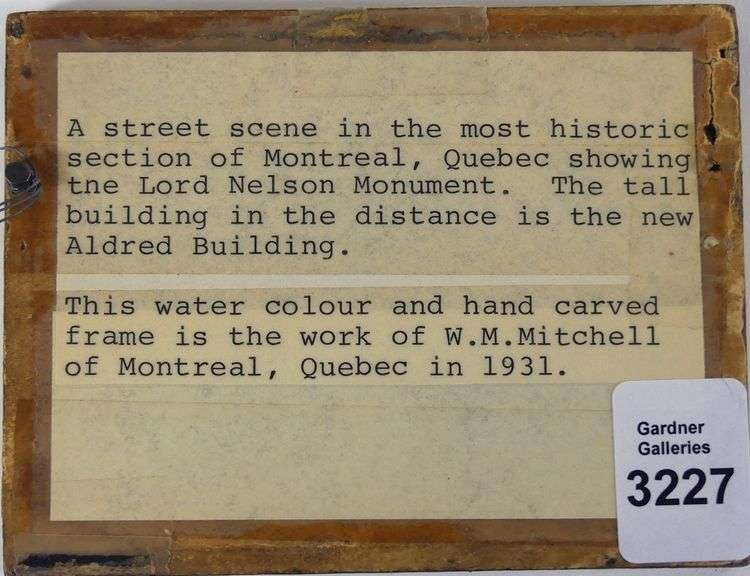 A street scene in the most historic
section of Montreal, Quebec showing
tne Lord Nelson Monument.  The tall
building in the distance is the new
Aldred Building.
This water colour and hand carved
frame is the work of W.M.Mitchell
of Montreal, Quebec in 1931.
Gardner
Galleries
3227